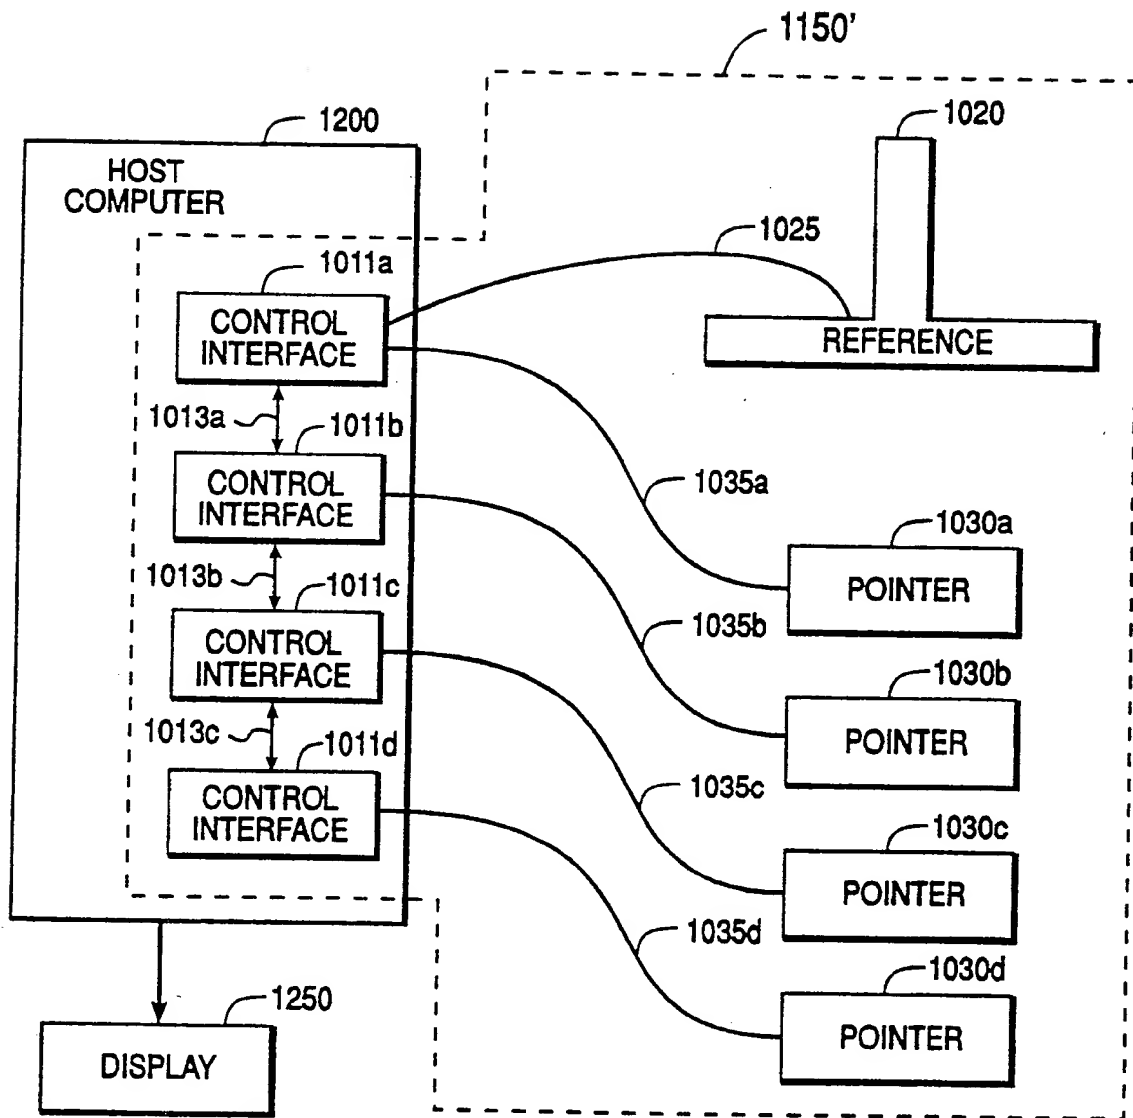 1150'
1200
HOST
COMPUTER
1020
1025
REFERENCE
1011a
CONTROL
INTERFACE
1013a
1011b
CONTROL
INTERFACE
1013b
1011c
CONTROL
INTERFACE
1013c
1011d
CONTROL
INTERFACE
1035a
1030a
POINTER
1035b
1030b
POINTER
1035c
1030c
POINTER
1035d
1030d
POINTER
1250
DISPLAY